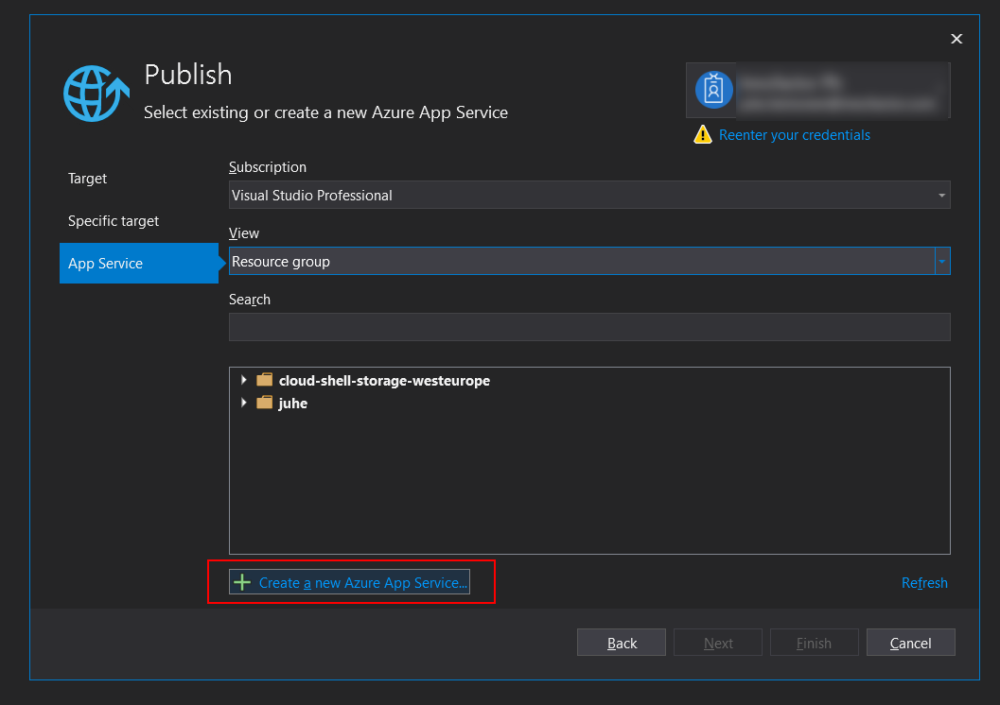 Publish
Select existing or create a new Azure App Service
Reenter your credentials
Target
Specific target
App Service
Subscription
Visual Studio Professional
View
Resource group
Search
cloud-shell-storage-westeurope
juhe
Create a new Azure App Service...
Refresh
Back
Next
Finish
Cancel